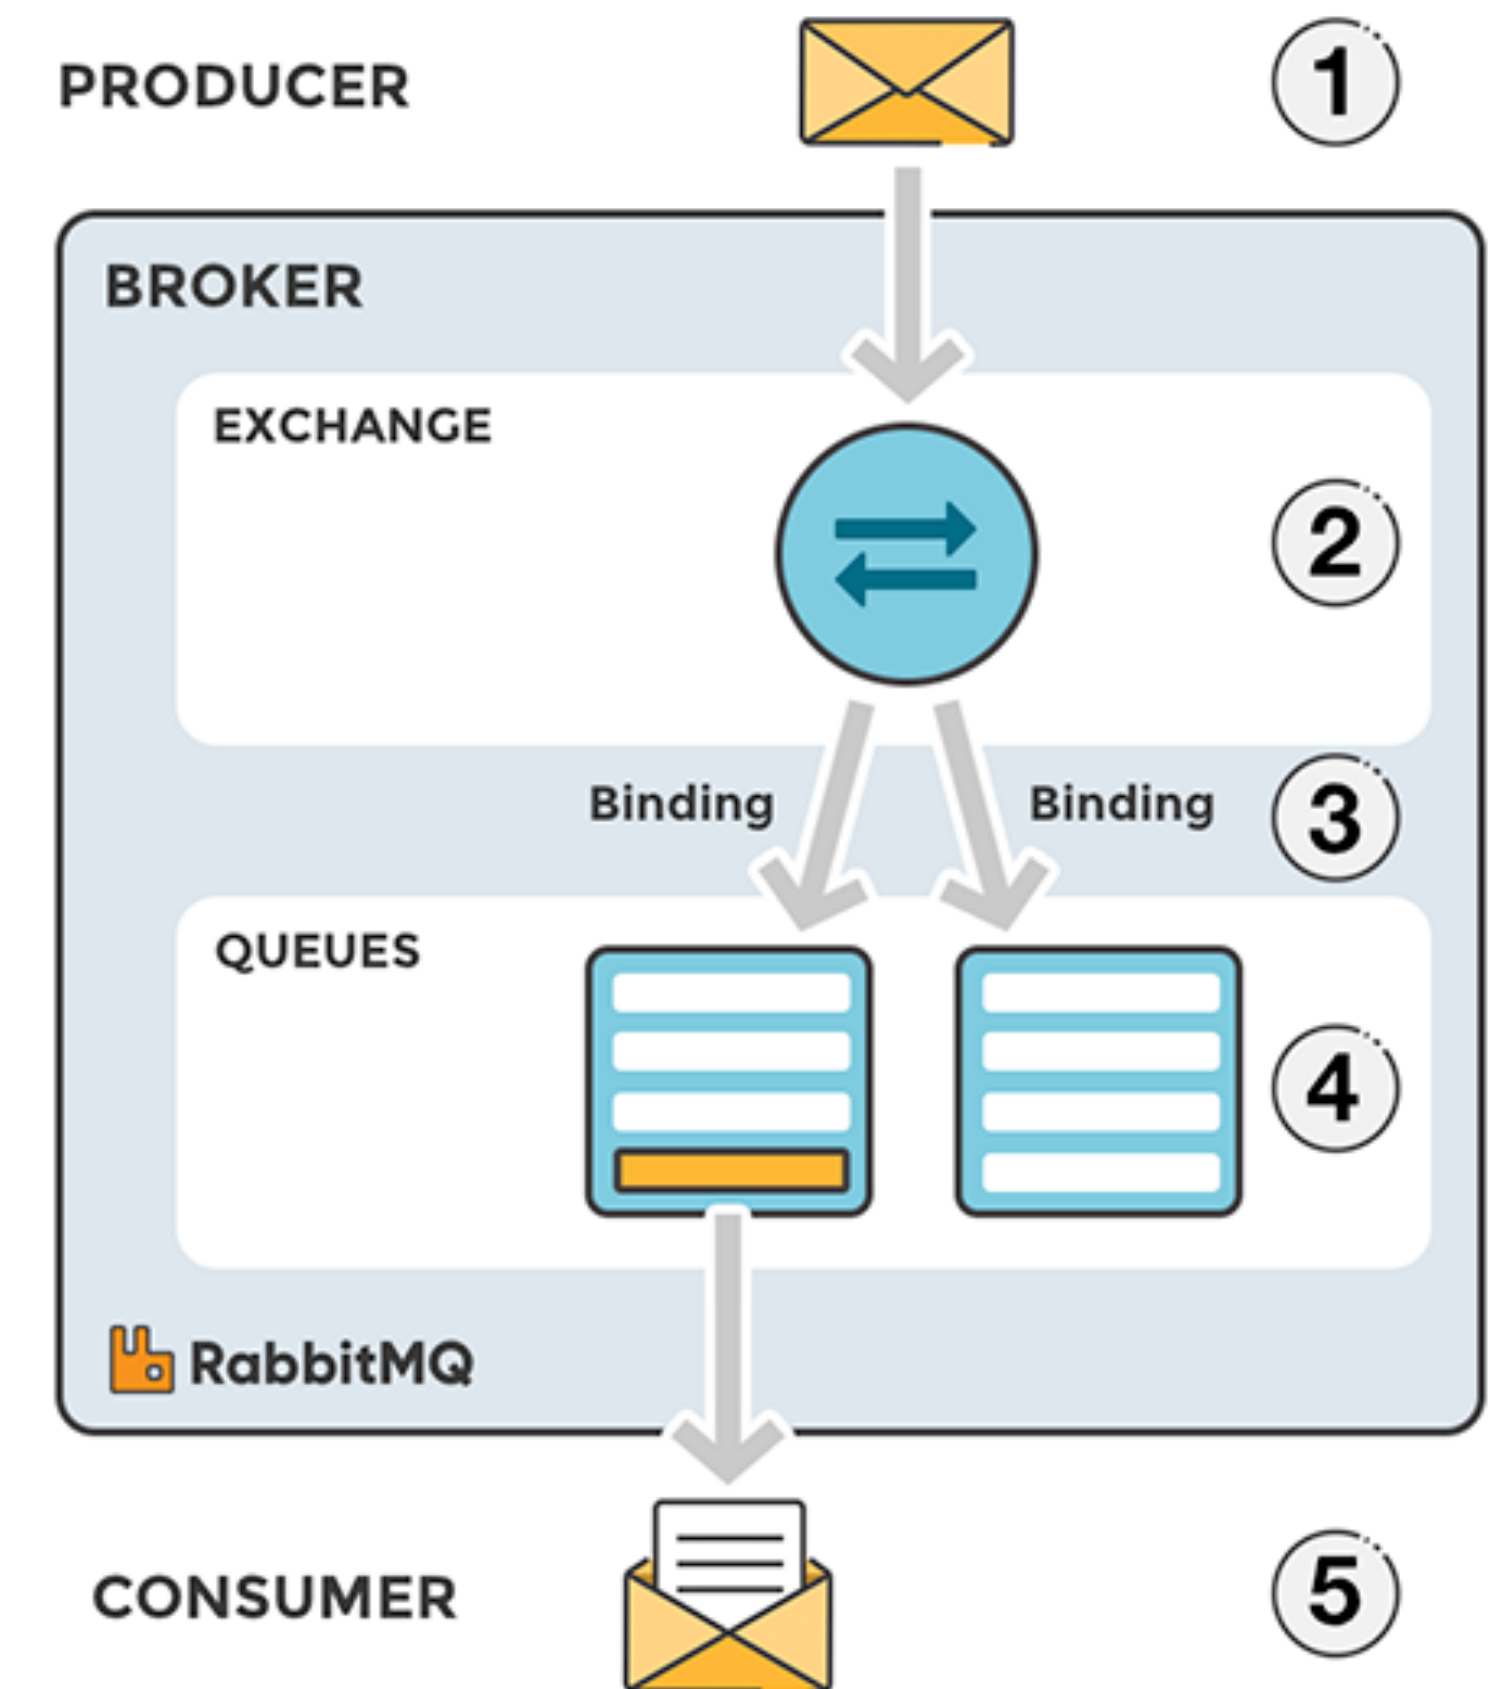 PRODUCER
1
BROKER
EXCHANGE
2
Binding
Binding
3
QUEUES
4
RabbitMQ
CONSUMER
5